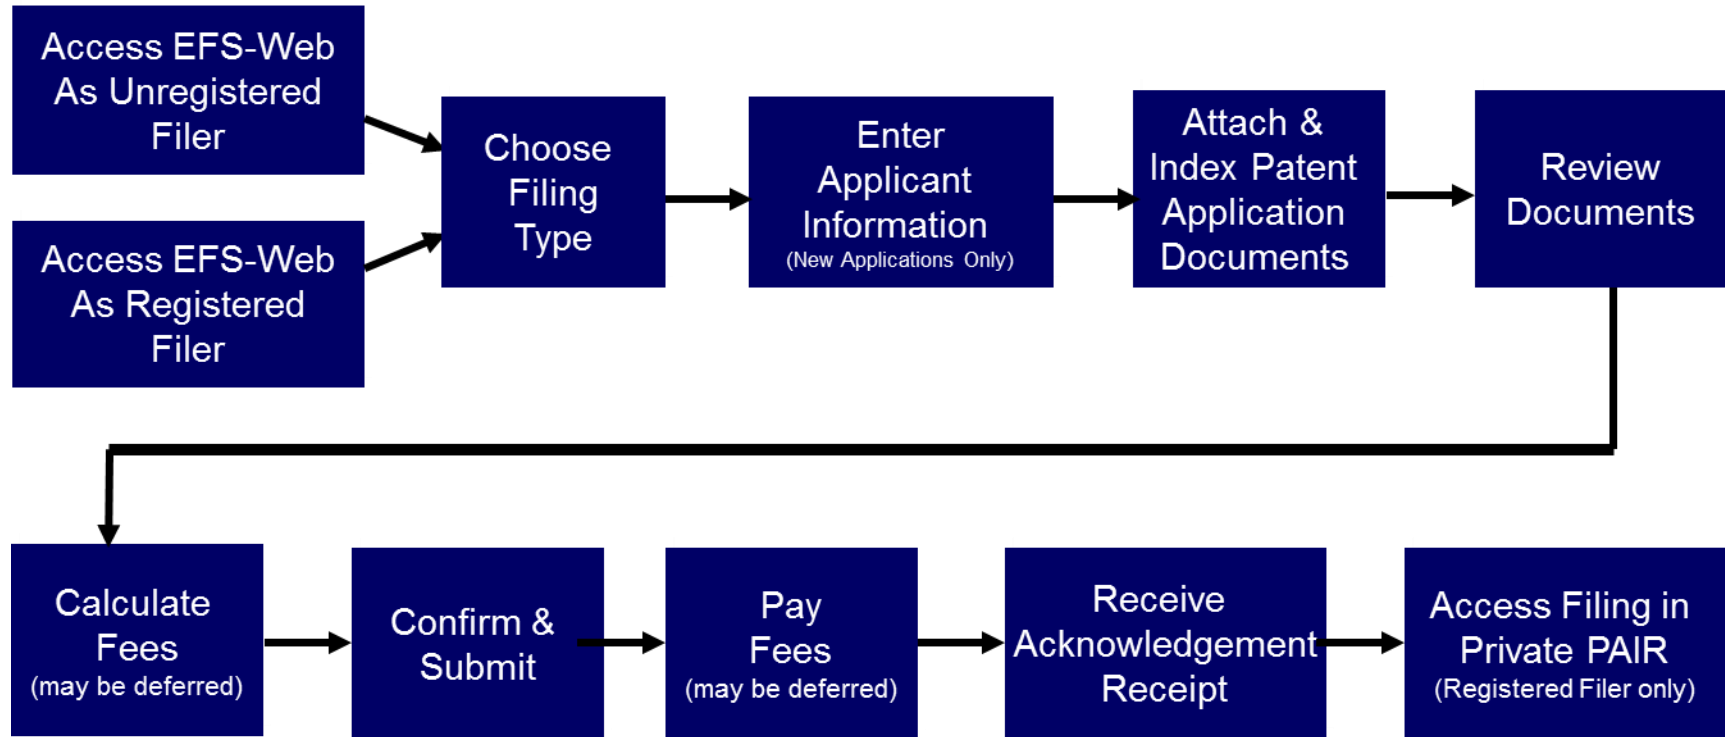 Access EFS-Web
As Unregistered
Filer
Access EFS-Web
As Registered
Filer
Choose
Filing
Type
Enter
Applicant
Information
(New Applications Only)
Attach &
Index Patent
Application
Documents
Review
Documents
Calculate
Fees
(may be deferred)
Confirm &
Submit
Pay
Fees
(may be deferred)
Receive
Acknowledgement
Receipt
Access Filing in
Private PAIR
(Registered Filer only)